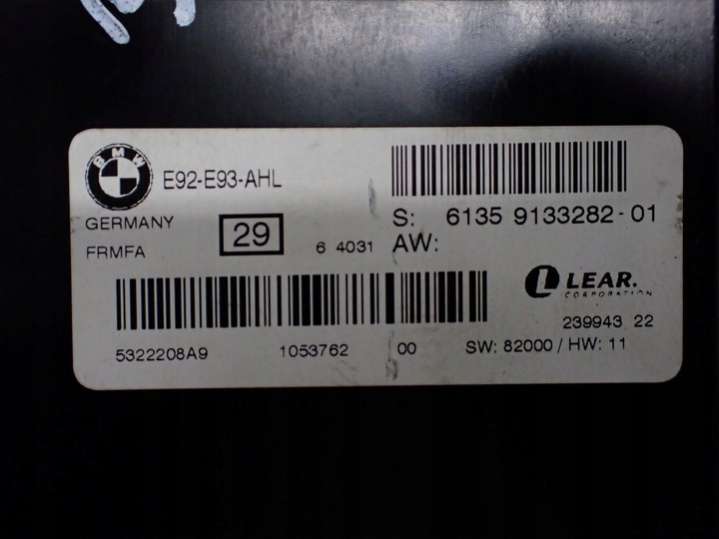 BMW
E92-E93-AHL
GERMANY
FRMFA
29
6 4031
S: 6135 9133282-01
AW:
LEAR.
CORPORATION
239943 22
5322208A9 1053762 00 SW: 82000 / HW: 11